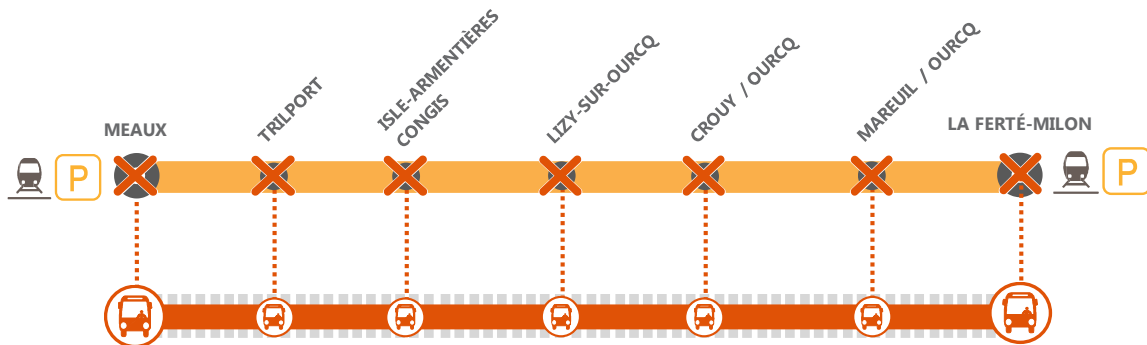 MEAUX
TRILPORT
ISLE-ARMENTIÈRES
CONGIS
LIZY-SUR-OURCQ
CROUY / OURCQ
MAREUIL / OURCQ
LA FERTÉ-MILON
P
P